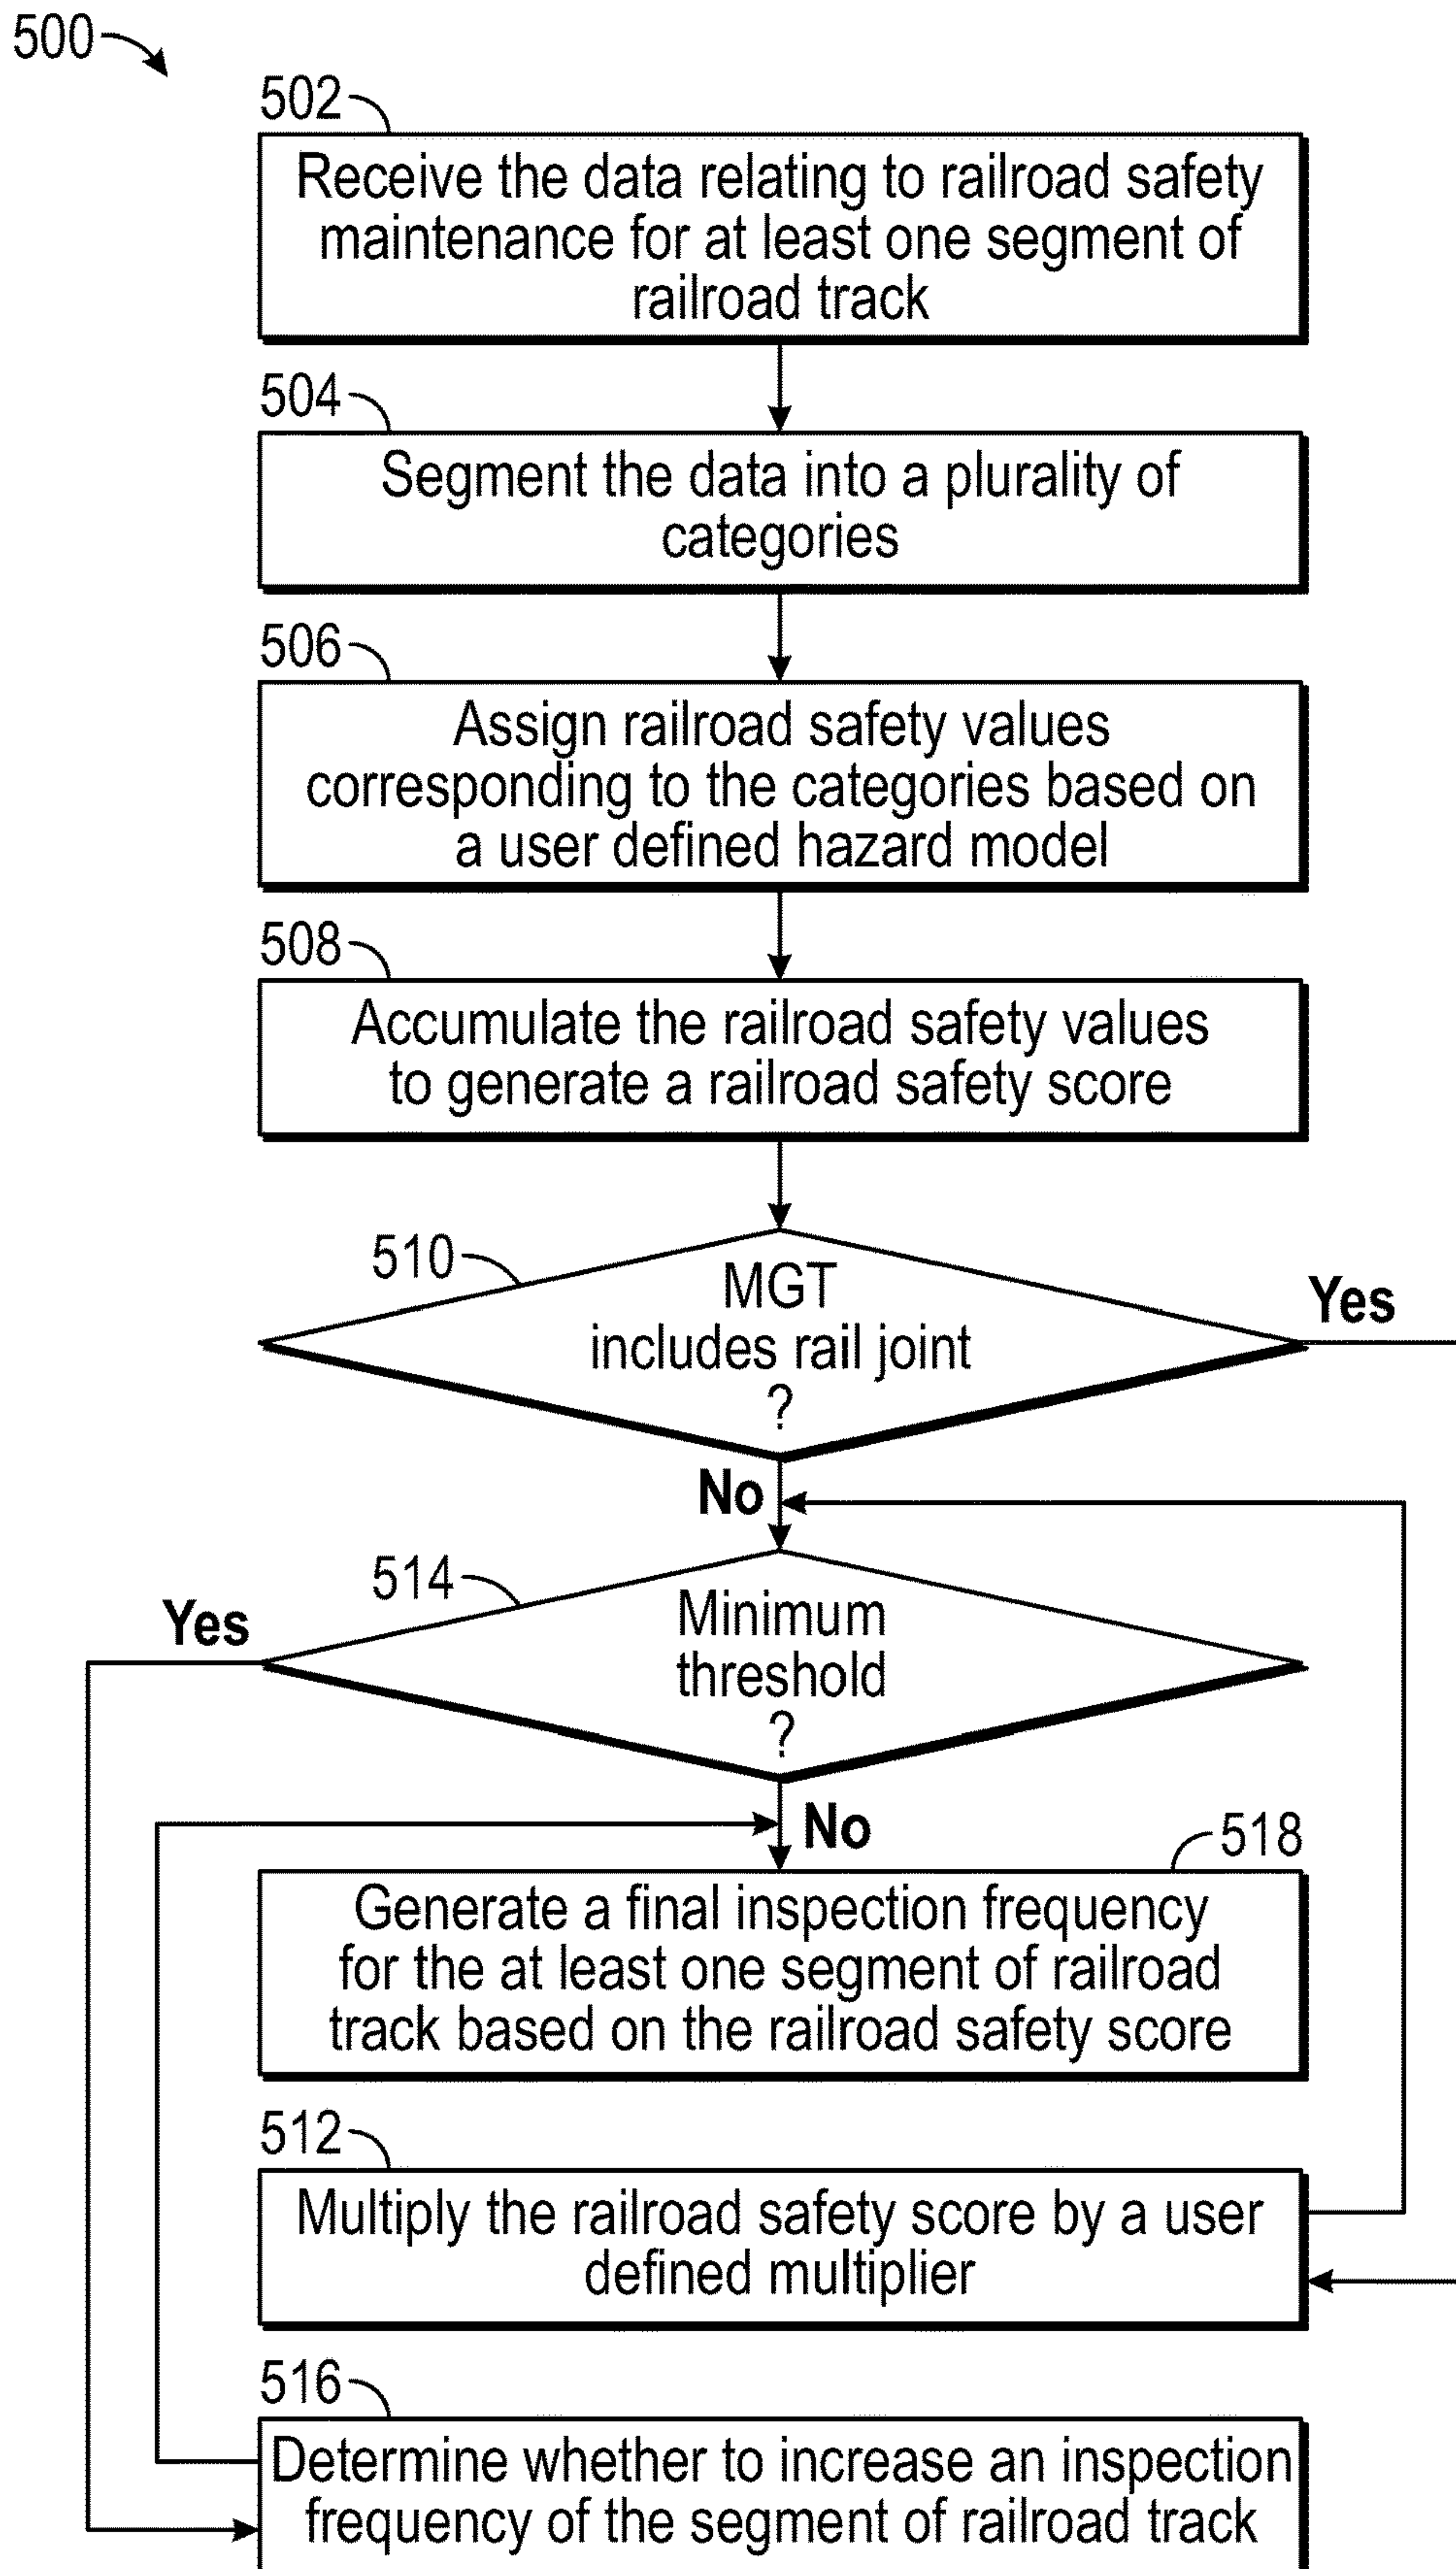 500
502
Receive the data relating to railroad safety
maintenance for at least one segment of
railroad track
504
Segment the data into a plurality of
categories
506
Assign railroad safety values
corresponding to the categories based on
a user defined hazard model
508
Accumulate the railroad safety values
to generate a railroad safety score
510
MGT
includes rail joint
?
Yes
No
514
Minimum
threshold
?
Yes
No
518
Generate a final inspection frequency
for the at least one segment of railroad
track based on the railroad safety score
512
Multiply the railroad safety score by a user
defined multiplier
516
Determine whether to increase an inspection
frequency of the segment of railroad track